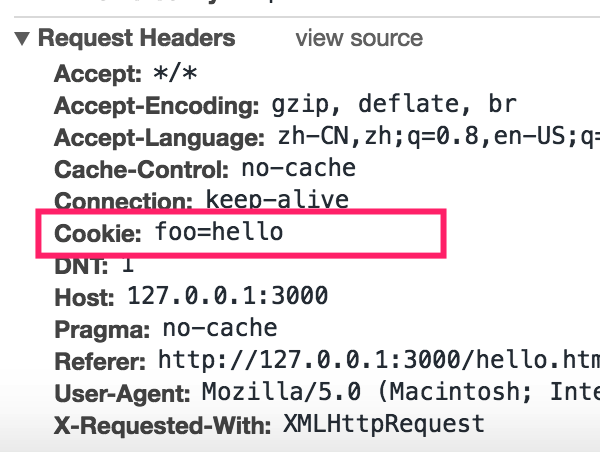 ▼ Request Headers view source
Accept: */*
Accept-Encoding: gzip, deflate, br
Accept-Language: zh-CN,zh;q=0.8,en-US;q=
Cache-Control: no-cache
Connection: keep-alive
Cookie: foo=hello
DNT: 1
Host: 127.0.0.1:3000
Pragma: no-cache
Referer: http://127.0.0.1:3000/hello.htm
User-Agent: Mozilla/5.0 (Macintosh; Inte
X-Requested-With: XMLHttpRequest